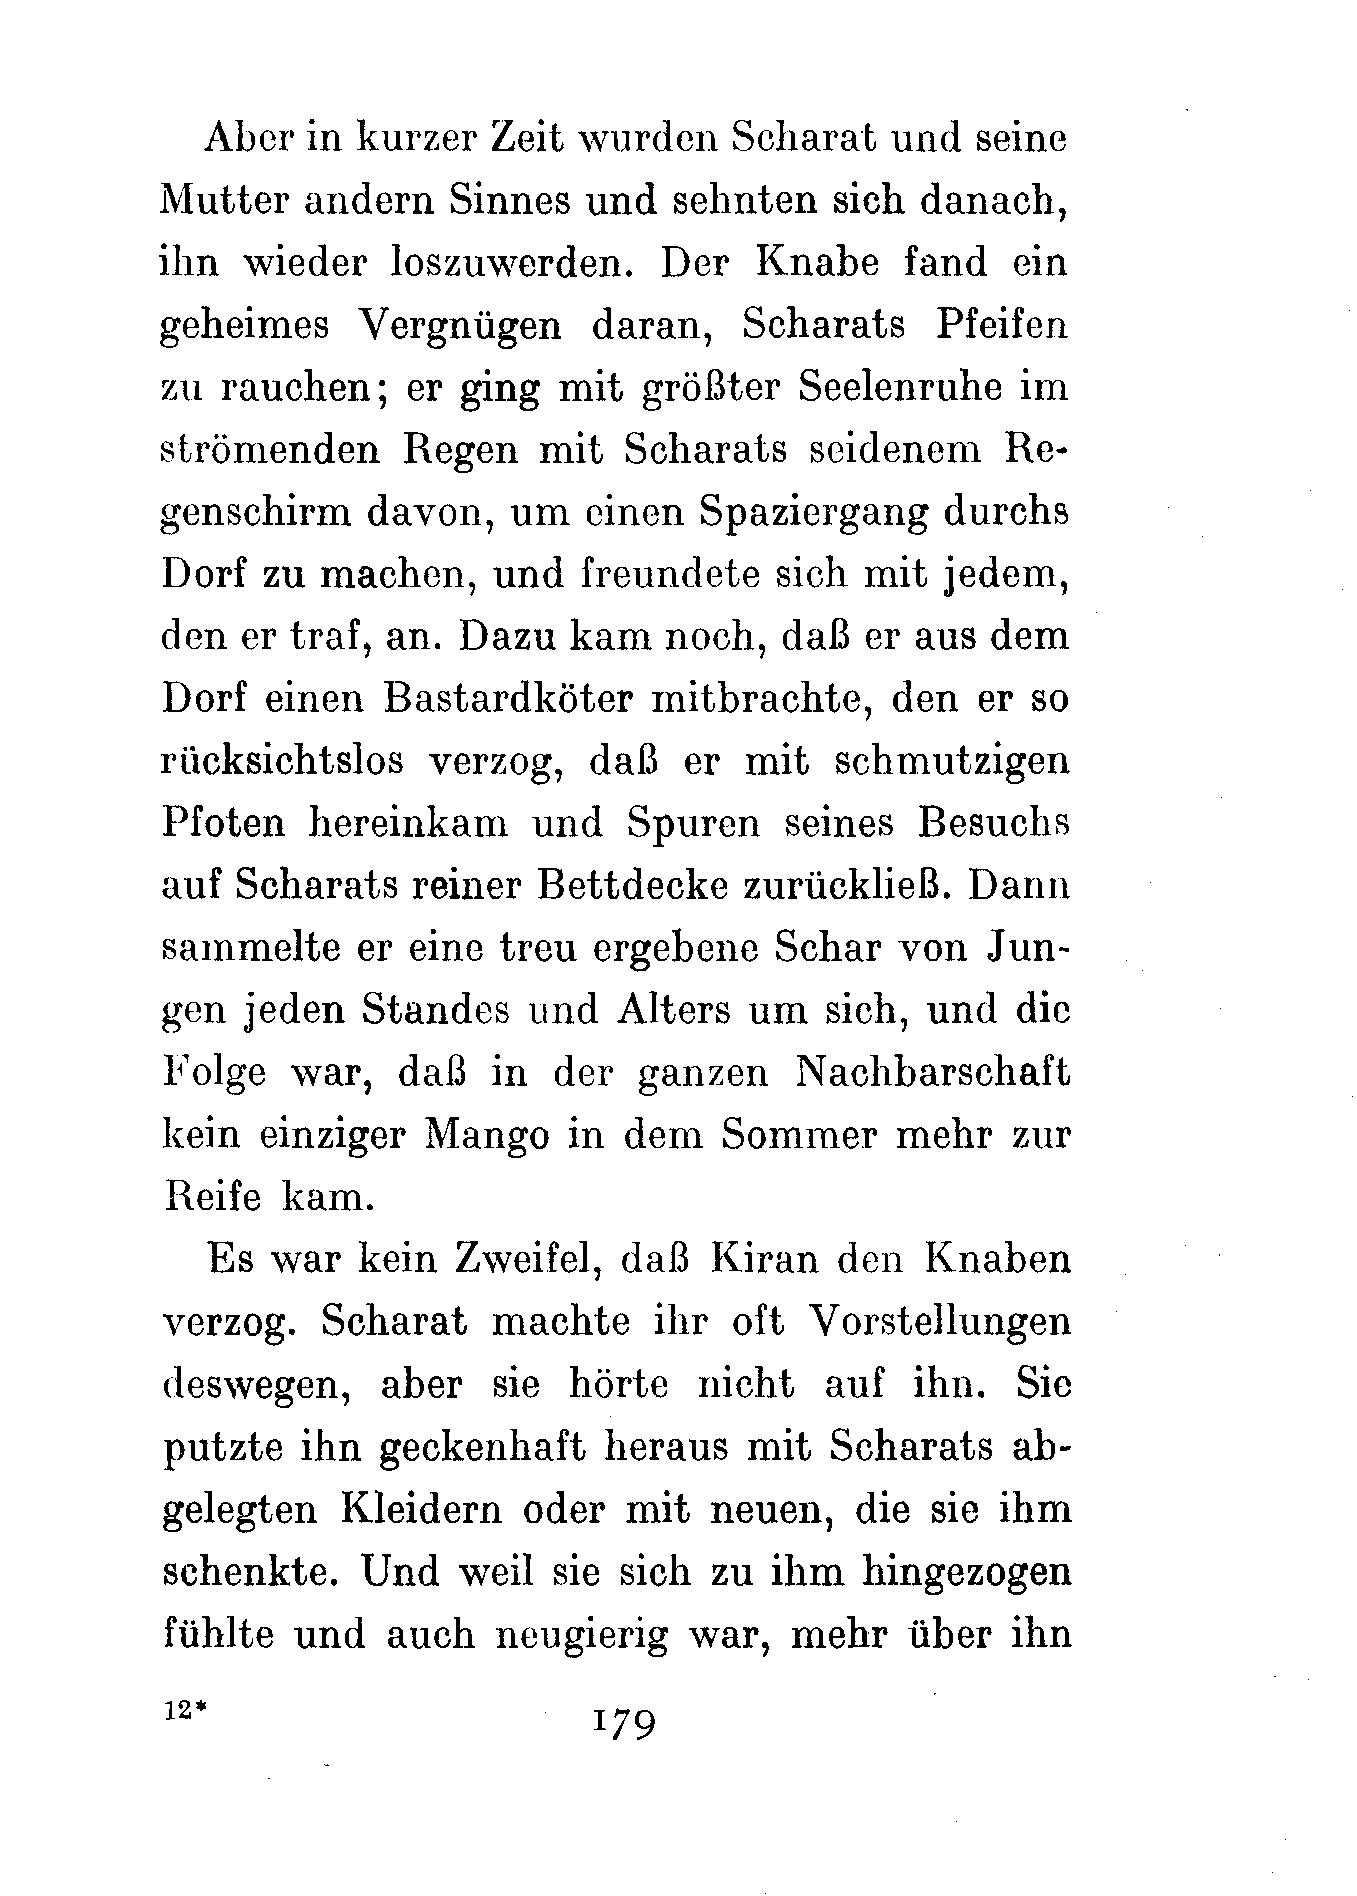 Aber in kurzer Zeit wurden Scharat und seine
Mutter andern Sinnes und sehnten sich danach,
ihn wieder loszuwerden. Der Knabe fand ein
geheimes Vergnügen daran, Scharats Pfeifen
zu rauchen; er ging mit größter Seelenruhe im
strömenden Regen mit Scharats seidenem Re-
genschirm davon, um einen Spaziergang durchs
Dorf zu machen, und freundete sich mit jedem,
den er traf, an. Dazu kam noch, daß er aus dem
Dorf einen Bastardköter mitbrachte, den er so
rücksichtslos verzog, daß er mit schmutzigen
Pfoten hereinkam und Spuren seines Besuchs
auf Scharats reiner Bettdecke zurückließ. Dann
sammelte er eine treu ergebene Schar von Jun-
gen jeden Standes und Alters um sich, und die
Folge war, daß in der ganzen Nachbarschaft
kein einziger Mango in dem Sommer mehr zur
Reife kam.
Es war kein Zweifel, daß Kiran den Knaben
verzog. Scharat machte ihr oft Vorstellungen
deswegen, aber sie hörte nicht auf ihn. Sie
putzte ihn geckenhaft heraus mit Scharats ab-
gelegten Kleidern oder mit neuen, die sie ihm
schenkte. Und weil sie sich zu ihm hingezogen
fühlte und auch neugierig war, mehr über ihn
12*
179